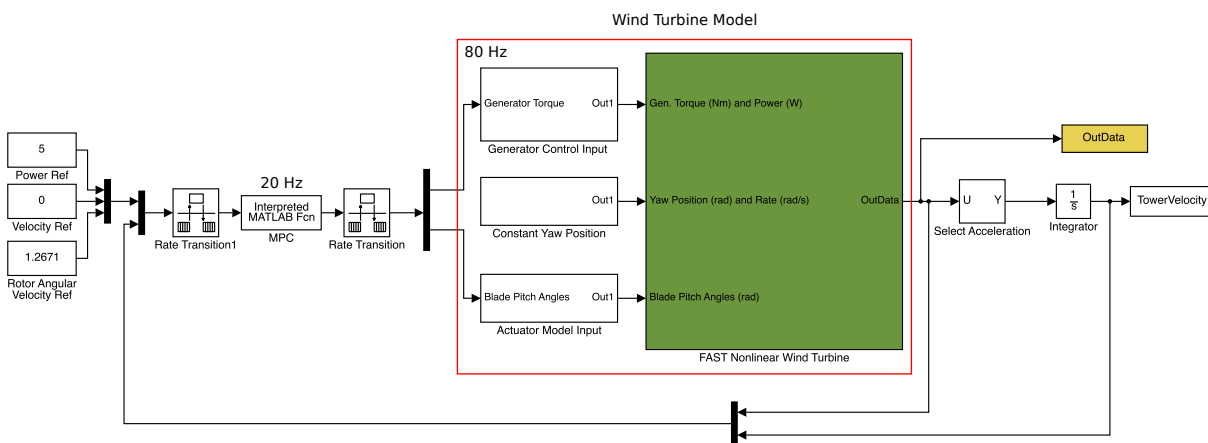 Wind Turbine Model
80 Hz
Generator Torque
Out1
Generator Control Input
Gen. Torque (Nm) and Power (W)
OutData
5
Power Ref
0
Velocity Ref
1.2671
Rotor Angular
Velocity Ref
Rate Transition1
20 Hz
Interpreted
MATLAB Fcn
MPC
Rate Transition
Out1
Constant Yaw Position
Yaw Position (rad) and Rate (rad/s)
OutData
U
Y
Select Acceleration
1
s
Integrator
TowerVelocity
Blade Pitch Angles
Out1
Actuator Model Input
Blade Pitch Angles (rad)
FAST Nonlinear Wind Turbine